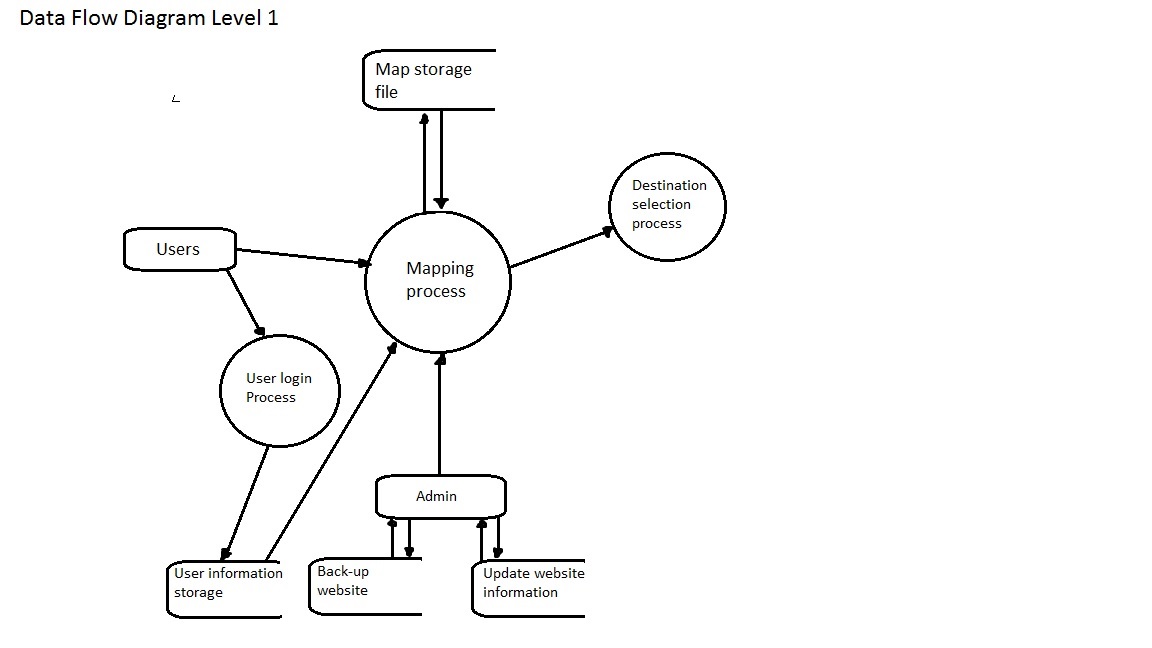 Data Flow Diagram Level 1
Map storage
file
Destination
selection
process
Users
Mapping
process
User login
Process
Admin
User information
storage
Back-up
website
Update website
information